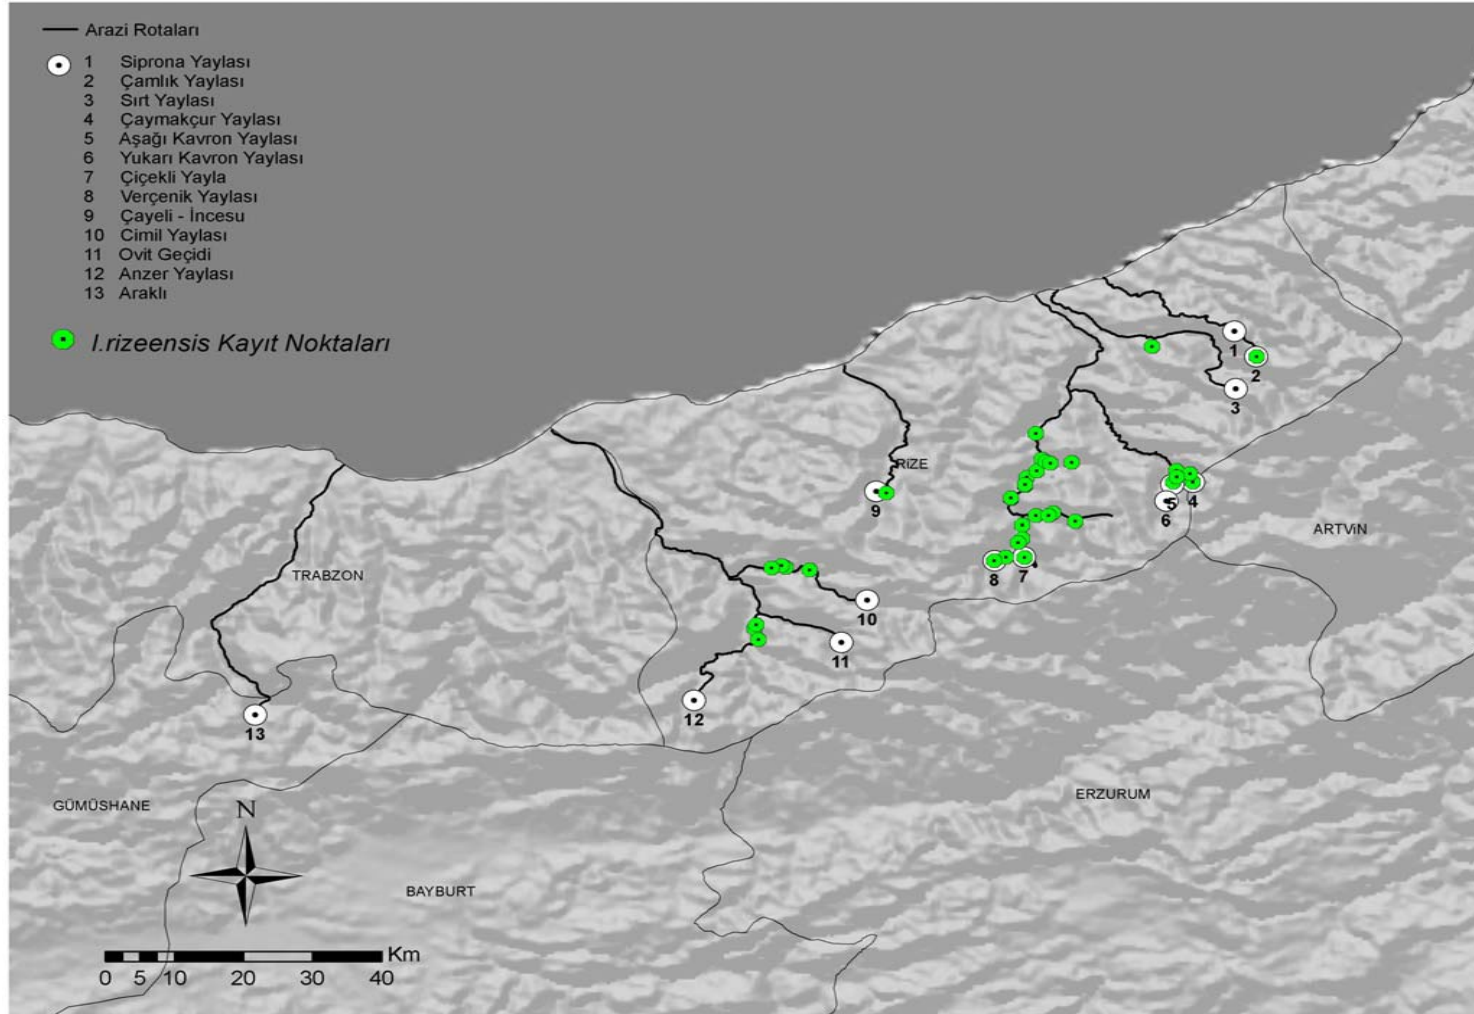 Arazi Rotaları
1 Siprona Yaylası
2 Çamlık Yaylası
3 Sırt Yaylası
4 Çaymakçur Yaylası
5 Aşağı Kavron Yaylası
6 Yukarı Kavron Yaylası
7 Çiçekli Yayla
8 Verçenik Yaylası
9 Çayeli - İncesu
10 Cimil Yaylası
11 Ovit Geçidi
12 Anzer Yaylası
13 Araklı
I.rizeensis Kayıt Noktaları
1
2
3
RİZE
5 4
9
6
ARTVİN
TRABZON
8 7
10
11
12
13
GÜMÜSHANE
ERZURUM
N
BAYBURT
Km
0 5 10 20 30 40